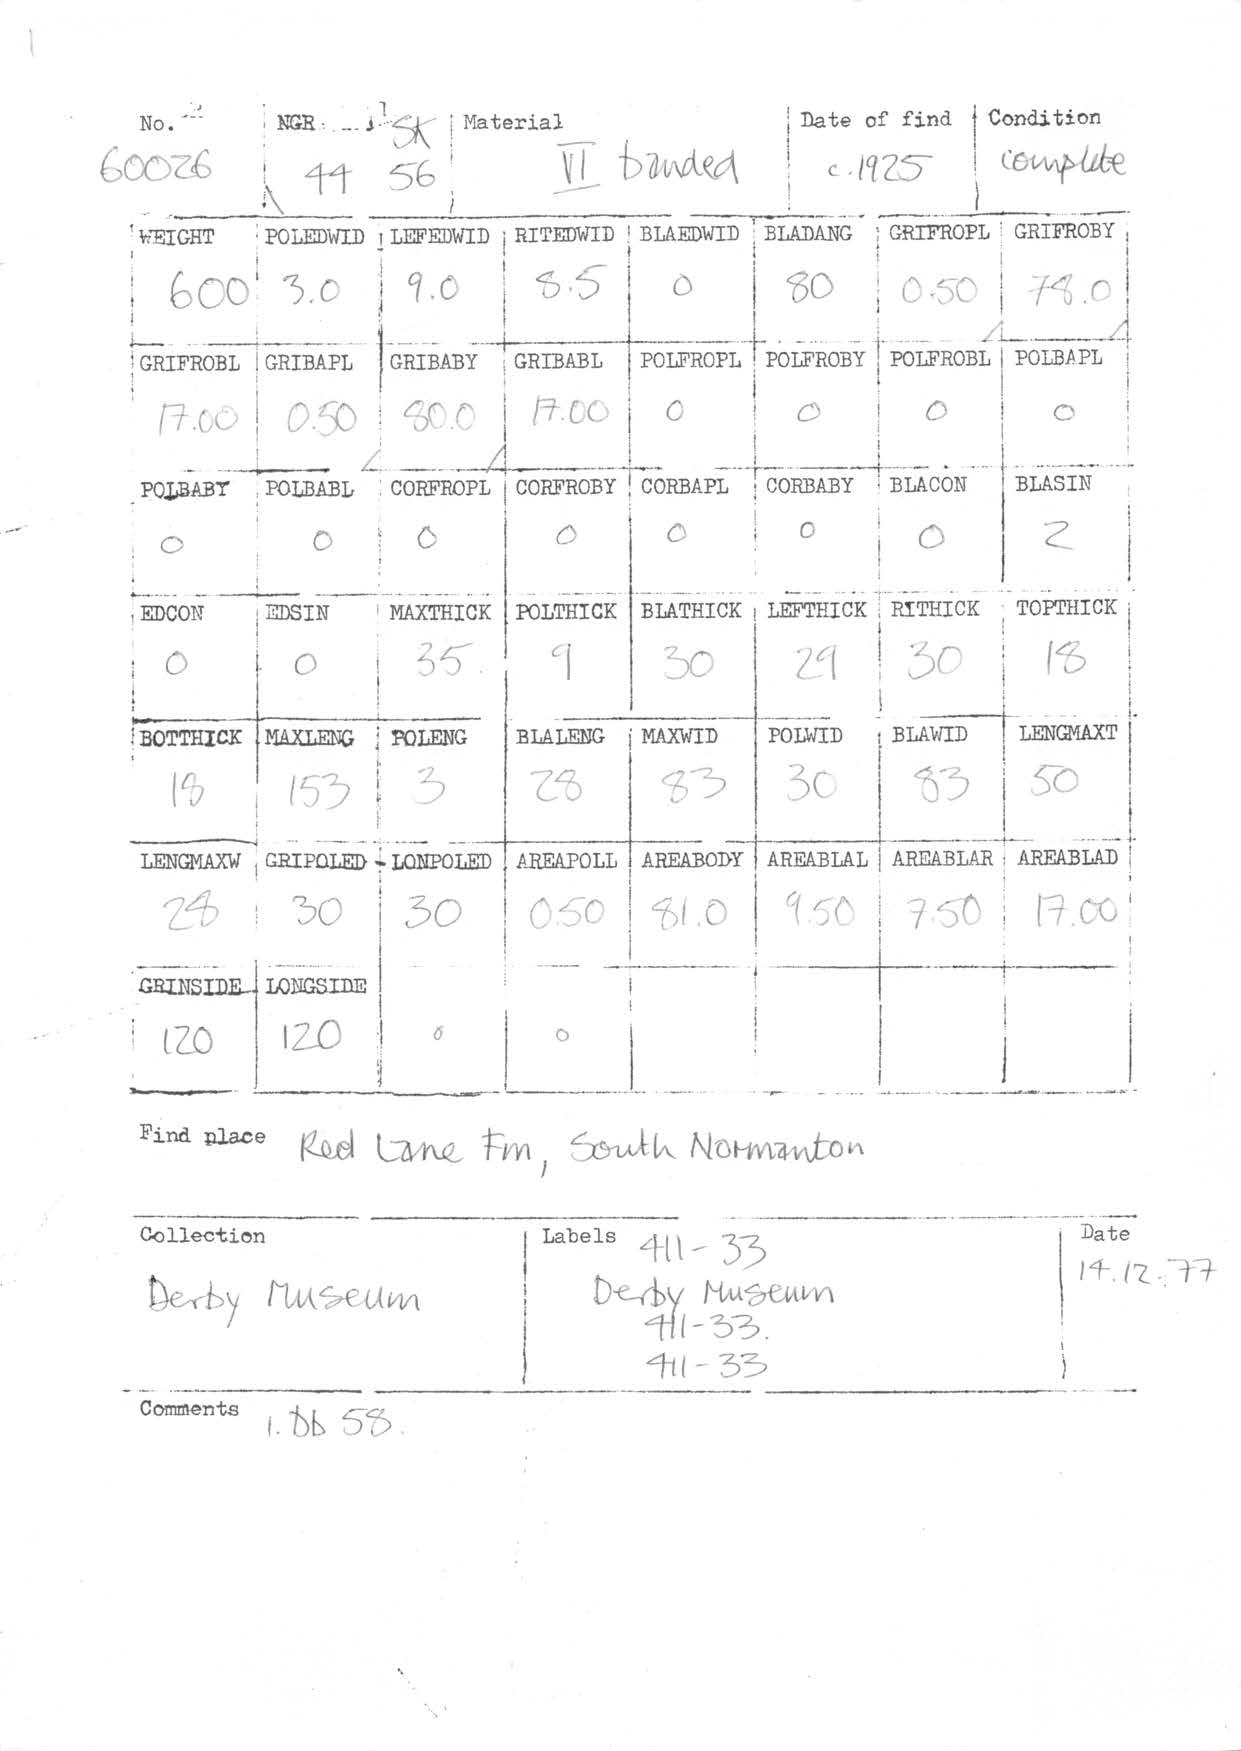 No. NGR SK Material Date of find Condition
60026 44 56 VI banded c.1925 complete
WEIGHT POLEDWID LEFEDWID RITEDWID BLAEDWID BLADANG GRIFROPL GRIFROBY
600 3.0 9.0 8.5 0 80 0.50 78.0
GRIFROBL GRIBAPL GRIBABY GRIBABL POLFROPL POLFROBY POLFROBL POLBAPL
17.00 0.50 80.0 17.00 0 0 0 0
POLBABY POLBABL CORFROPL CORFROBY CORBAPL CORBABY BLACON BLASIN
0 0 0 0 0 0 0 2
EDCON EDSIN MAXTHICK POLTHICK BLATHICK LEFTHICK RITHICK TOPTHICK
0 0 35 9 30 29 30 18
BOTTHICK MAXLENG POLENG BLALENG MAXWID POLWID BLAWID LENGMAXT
18 153 3 28 83 30 83 50
LENGMAXW GRIPOLED LONPOLED AREAPOLL AREABODY AREABLAL AREABLAR AREABLAD
28 30 30 0.50 81.0 9.50 7.50 17.00
GRINSIDE LONGSIDE
120 120 0 0
Find place Red Lane Fm, South Normanton
Collection Labels 411-33 Date
Derby Museum Derby Museum 14.12.77
411-33.
411-33
Comments 1. Db 58.